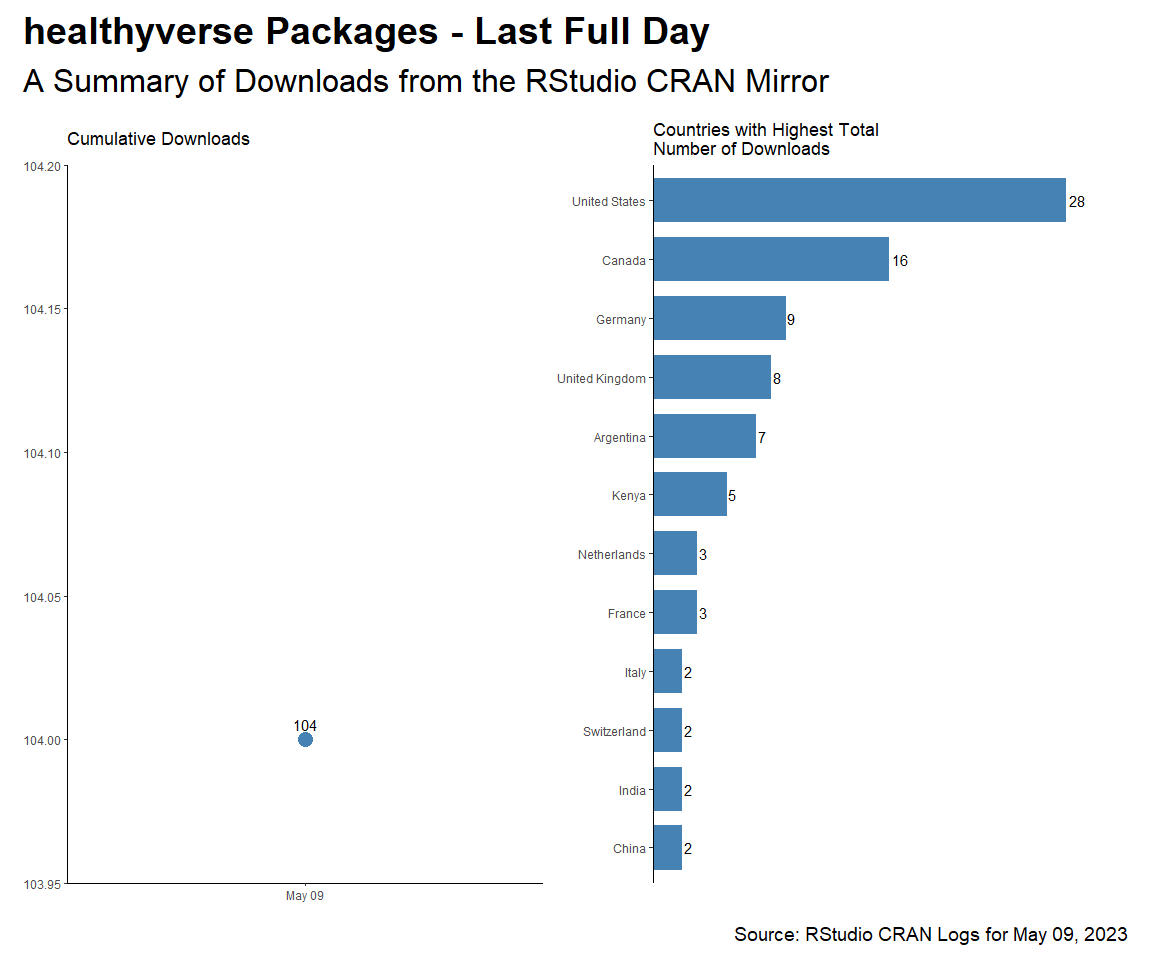 healthyverse Packages - Last Full Day
A Summary of Downloads from the RStudio CRAN Mirror
Cumulative Downloads
104.20
104.15
104.10
104.05
104.00
103.95
104
May 09
Countries with Highest Total
Number of Downloads
United States 28
Canada 16
Germany 9
United Kingdom 8
Argentina 7
Kenya 5
Netherlands 3
France 3
Italy 2
Switzerland 2
India 2
China 2
Source: RStudio CRAN Logs for May 09, 2023